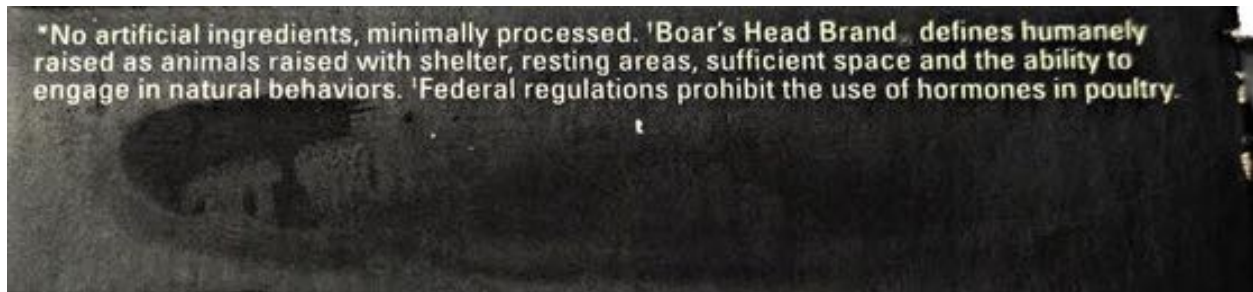 *No artificial ingredients, minimally processed. ¹Boar's Head Brand defines humanely
raised as animals raised with shelter, resting areas, sufficient space and the ability to
engage in natural behaviors. ¹Federal regulations prohibit the use of hormones in poultry.